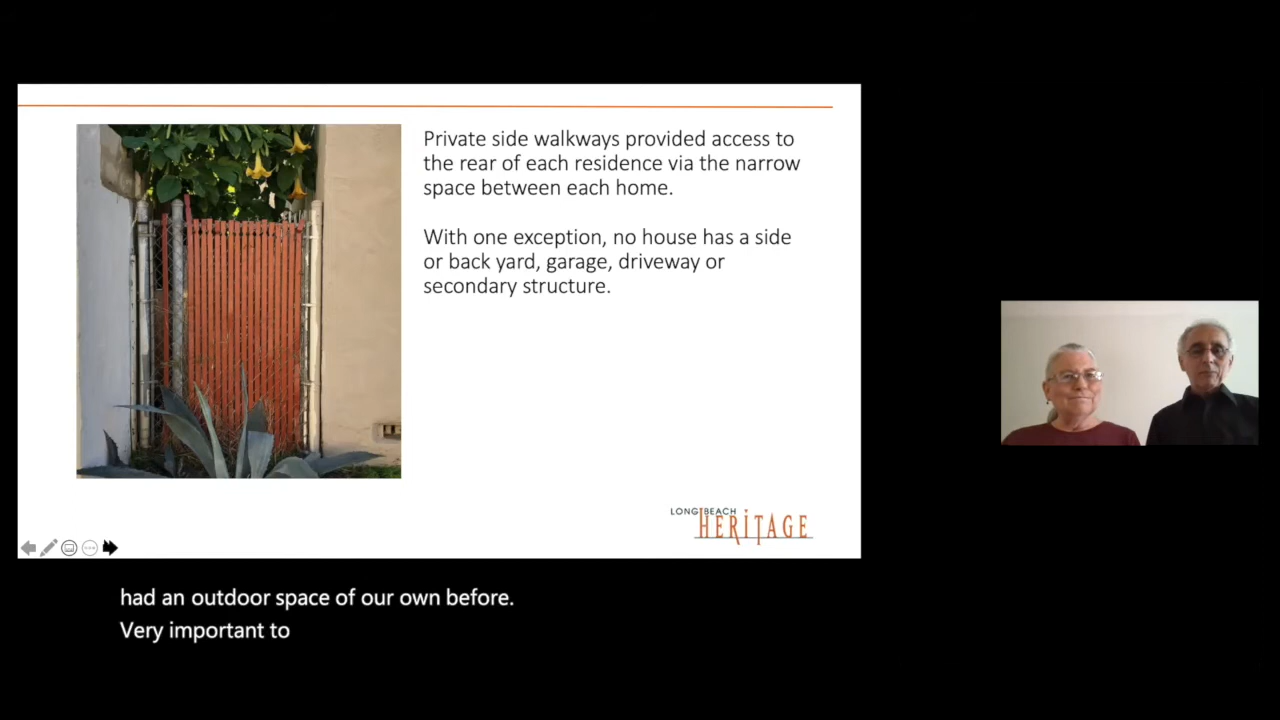 Private side walkways provided access to
the rear of each residence via the narrow
space between each home.
With one exception, no house has a side
or back yard, garage, driveway or
secondary structure.
LONG BEACH
HERITAGE
had an outdoor space of our own before.
Very important to